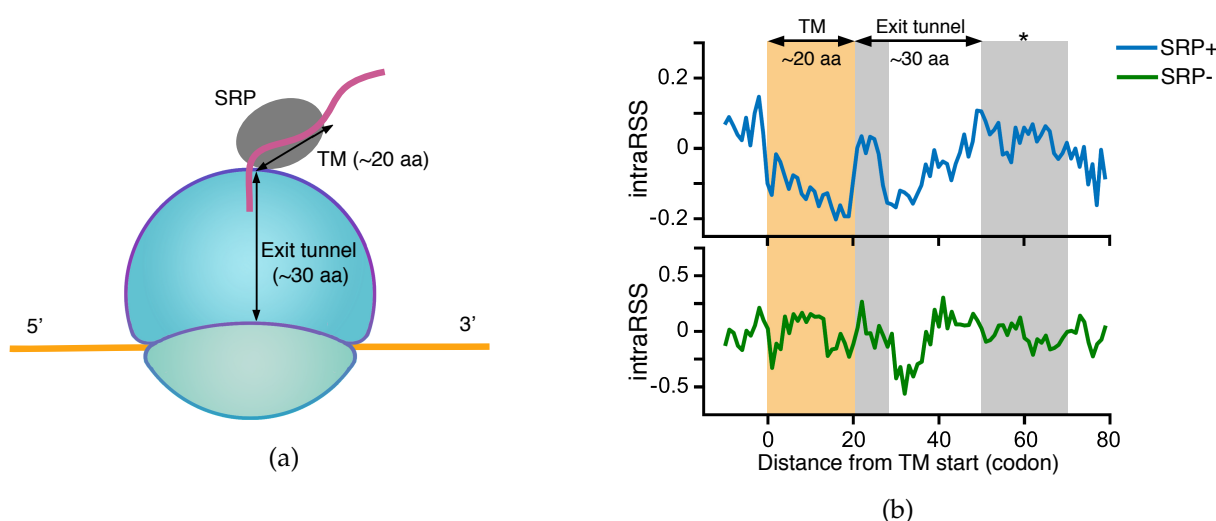 SRP
TM (~20 aa)
Exit tunnel
(~30 aa)
5’
3’
(a)
TM
Exit tunnel
*
~20 aa
~30 aa
SRP+
SRP-
intraRSS
0.2
0
-0.2
intraRSS
0.5
0
-0.5
0
20
40
60
80
Distance from TM start (codon)
(b)